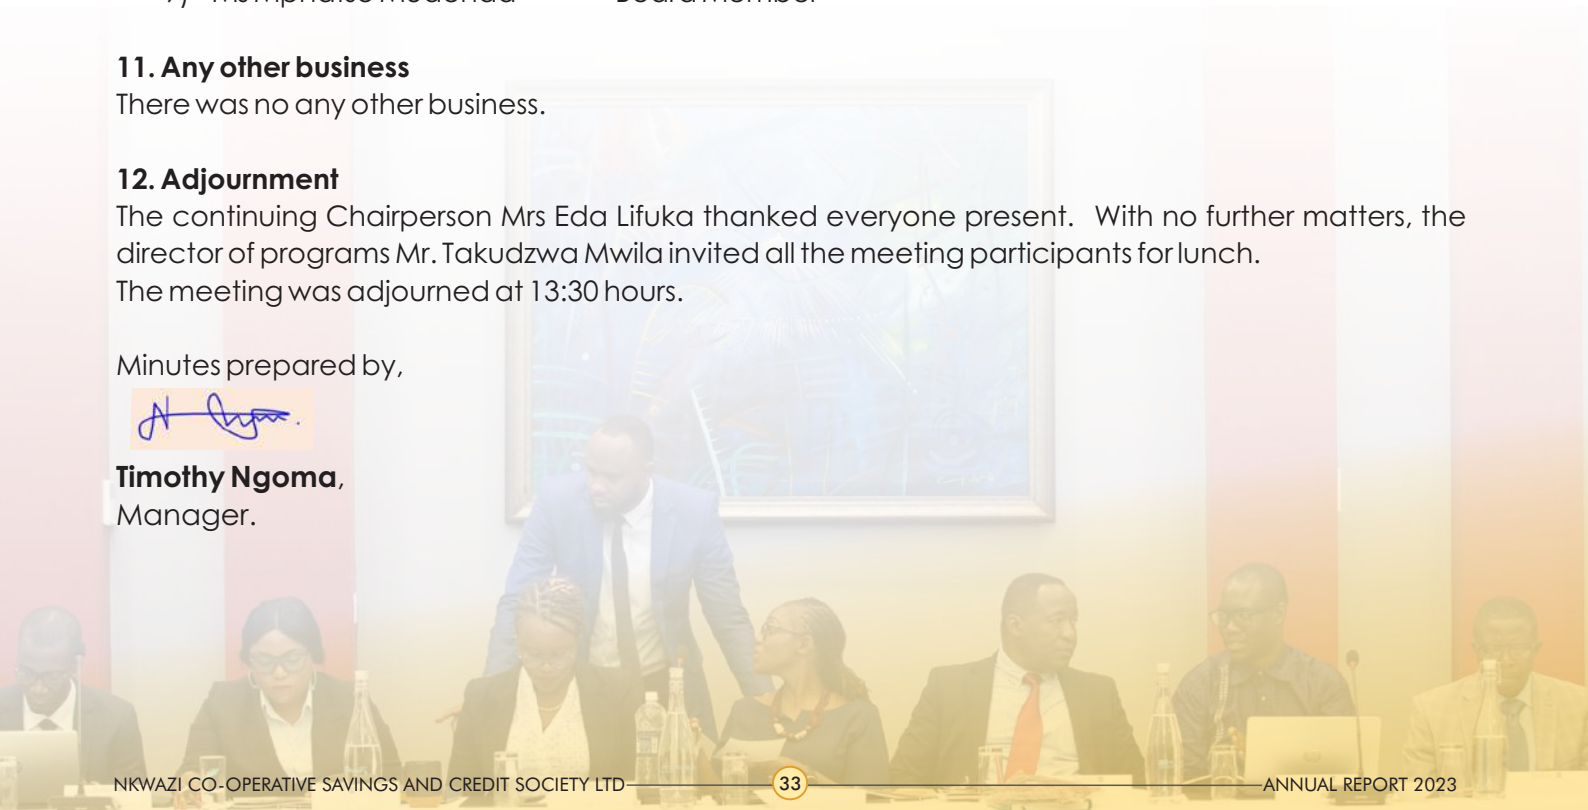 11. Any other business
There was no any other business.
12. Adjournment
The continuing Chairperson Mrs Eda Lifuka thanked everyone present. With no further matters, the
director of programs Mr. Takudzwa Mwila invited all the meeting participants for lunch.
The meeting was adjourned at 13:30 hours.
Minutes prepared by,
Timothy Ngoma,
Manager.
NKWAZI CO-OPERATIVE SAVINGS AND CREDIT SOCIETY LTD 33 ANNUAL REPORT 2023